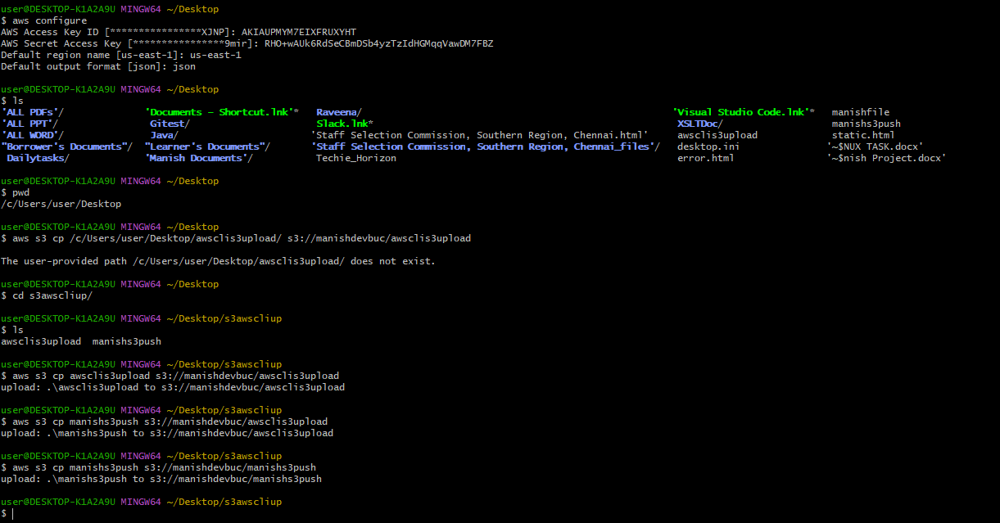 user@DESKTOP-K1A2A9U MINGW64 ~/Desktop
$ aws configure
AWS Access Key ID [****************XJNP]: AKIAUPMYM7EIXFRUXYHT
AWS Secret Access Key [****************9mir]: 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
Default region name [us-east-1]: us-east-1
Default output format [json]: json
user@DESKTOP-K1A2A9U MINGW64 ~/Desktop
$ ls
'ALL PDFs'/ 'Documents - Shortcut.lnk'* Raveena/ 'Visual Studio Code.lnk'* manishfile
'ALL PPT'/ Gitest/ Slack.lnk* XSLTDoc/ manishs3push
'ALL WORD'/ Java/ 'Staff Selection Commission, Southern Region, Chennai.html' awsclis3upload static.html
"Borrower's Documents"/ "Learner's Documents"/ 'Staff Selection Commission, Southern Region, Chennai_files'/ desktop.ini '~$NUX TASK.docx'
Dailytasks/ 'Manish Documents'/ Techie_Horizon error.html '~$nish Project.docx'
user@DESKTOP-K1A2A9U MINGW64 ~/Desktop
$ pwd
/c/Users/user/Desktop
user@DESKTOP-K1A2A9U MINGW64 ~/Desktop
$ aws s3 cp /c/Users/user/Desktop/awsclis3upload/ s3://manishdevbuc/awsclis3upload
The user-provided path /c/Users/user/Desktop/awsclis3upload/ does not exist.
user@DESKTOP-K1A2A9U MINGW64 ~/Desktop
$ cd s3awscliup/
user@DESKTOP-K1A2A9U MINGW64 ~/Desktop/s3awscliup
$ ls
awsclis3upload manishs3push
user@DESKTOP-K1A2A9U MINGW64 ~/Desktop/s3awscliup
$ aws s3 cp awsclis3upload s3://manishdevbuc/awsclis3upload
upload: .\awsclis3upload to s3://manishdevbuc/awsclis3upload
user@DESKTOP-K1A2A9U MINGW64 ~/Desktop/s3awscliup
$ aws s3 cp manishs3push s3://manishdevbuc/awsclis3upload
upload: .\manishs3push to s3://manishdevbuc/awsclis3upload
user@DESKTOP-K1A2A9U MINGW64 ~/Desktop/s3awscliup
$ aws s3 cp manishs3push s3://manishdevbuc/manishs3push
upload: .\manishs3push to s3://manishdevbuc/manishs3push
user@DESKTOP-K1A2A9U MINGW64 ~/Desktop/s3awscliup
$